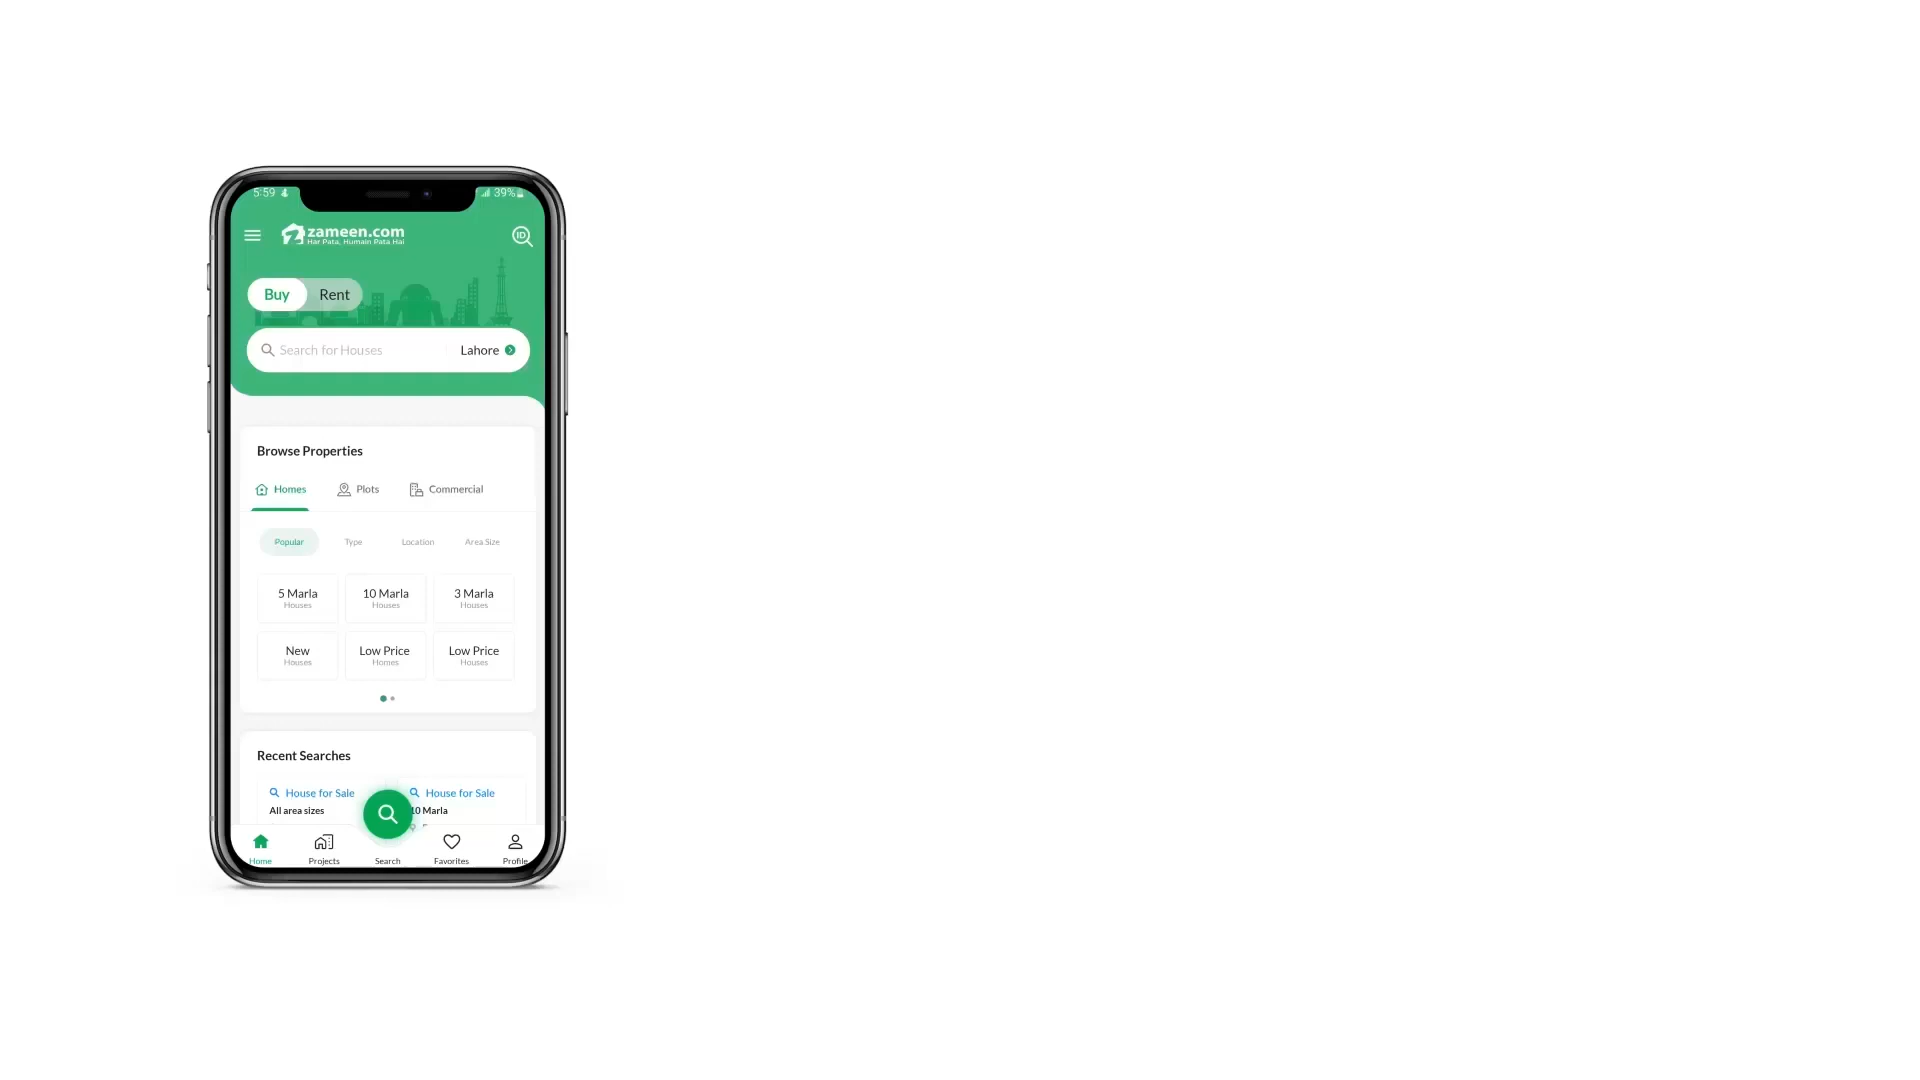 5:59 39%
zameen.com
Har Pata, Humain Pata Hai
ID
Buy Rent
Search for Houses Lahore
Browse Properties
Homes Plots Commercial
Popular Type Location Area Size
5 Marla 10 Marla 3 Marla
Houses Houses Houses
New Low Price Low Price
Houses Homes Houses
Recent Searches
House for Sale House for Sale
All area sizes 10 Marla
Home Projects Search Favorites Profile